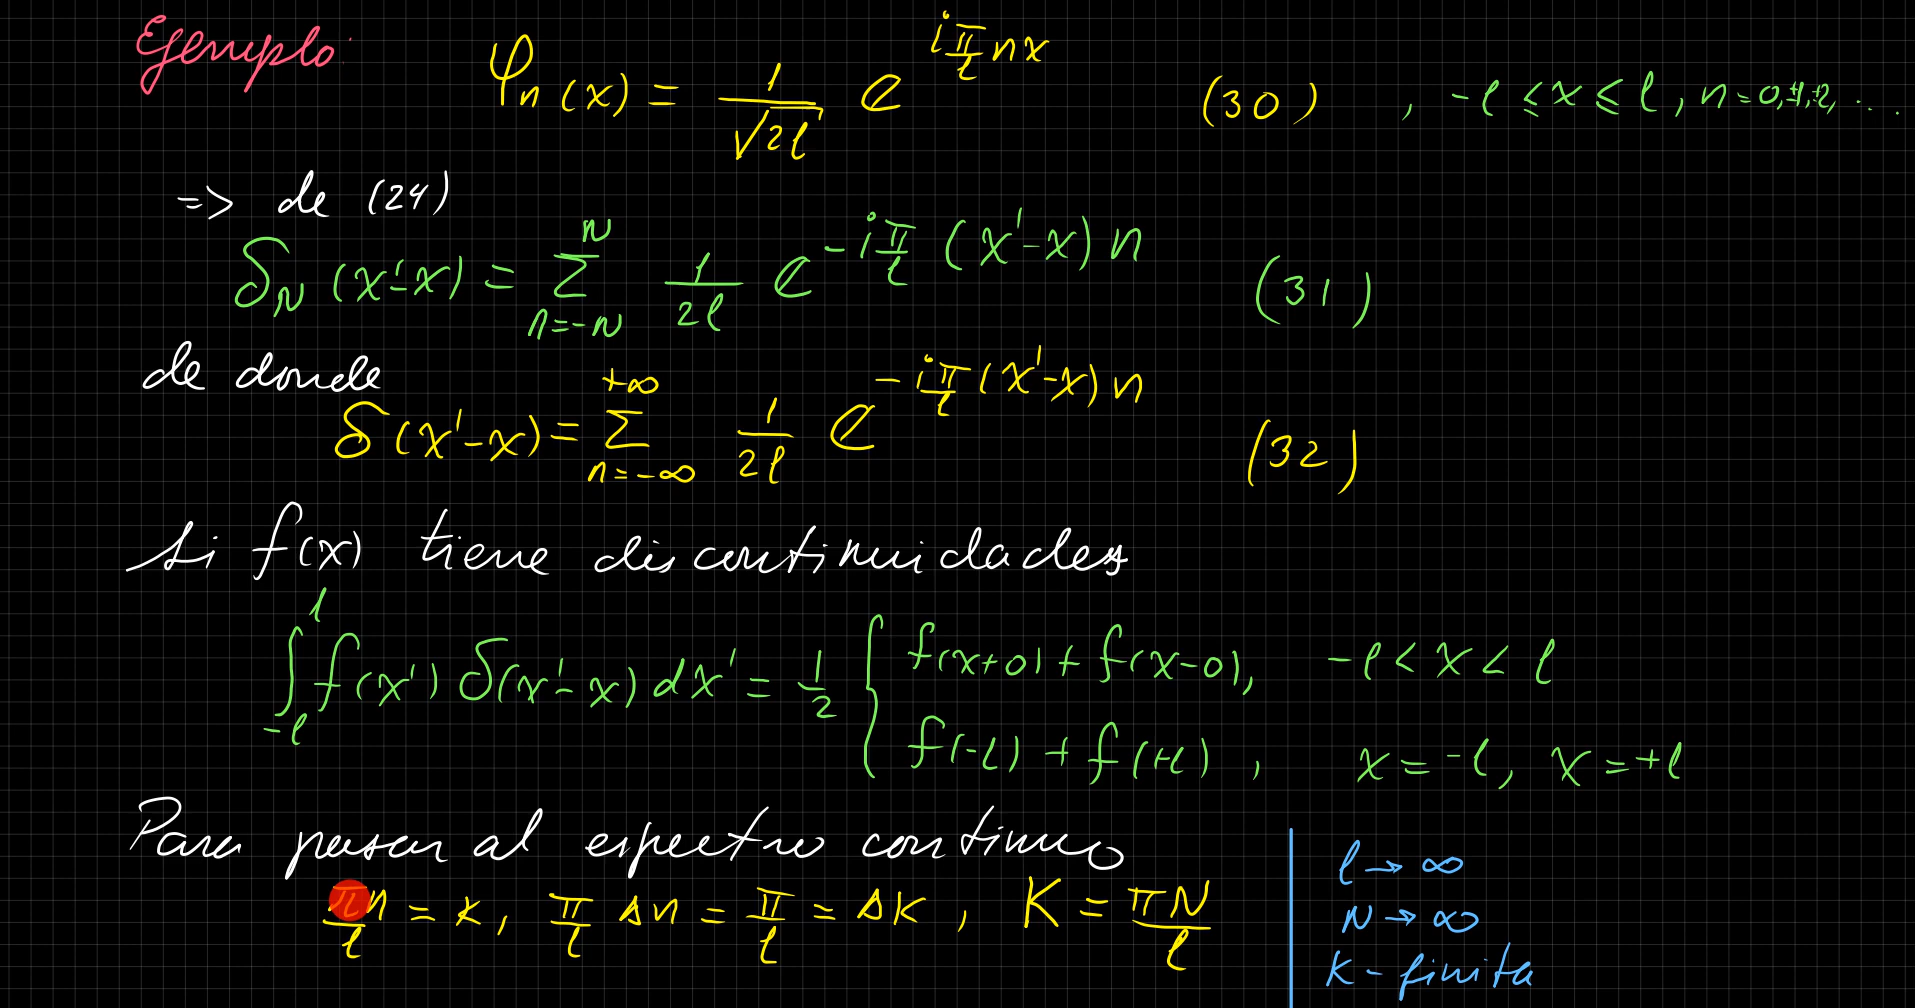 Ejemplo: φₙ(x) = 1/√(2l) e^{i π/l nx} (30) , -l ≤ x ≤ l, n = 0, ±1, ±2, ...
=> de (24)
δ_N (x'-x) = Σ_{n=-N}^{N} 1/2l e^{-i π/l (x'-x) n} (31)
de donde
δ(x'-x) = Σ_{n=-∞}^{+∞} 1/2l e^{-i π/l (x'-x) n} (32)
Si f(x) tiene discontinuidades
∫_{-l}^{l} f(x') δ(x'-x) dx' = 1/2 { f(x+0) + f(x-0), -l < x < l
f(-l) + f(+l), x = -l, x = +l
Para pasar al espectro continuo
πn/l = k, π/l Δn = π/l = Δk, K = πN/l
l → ∞
N → ∞
K - finita